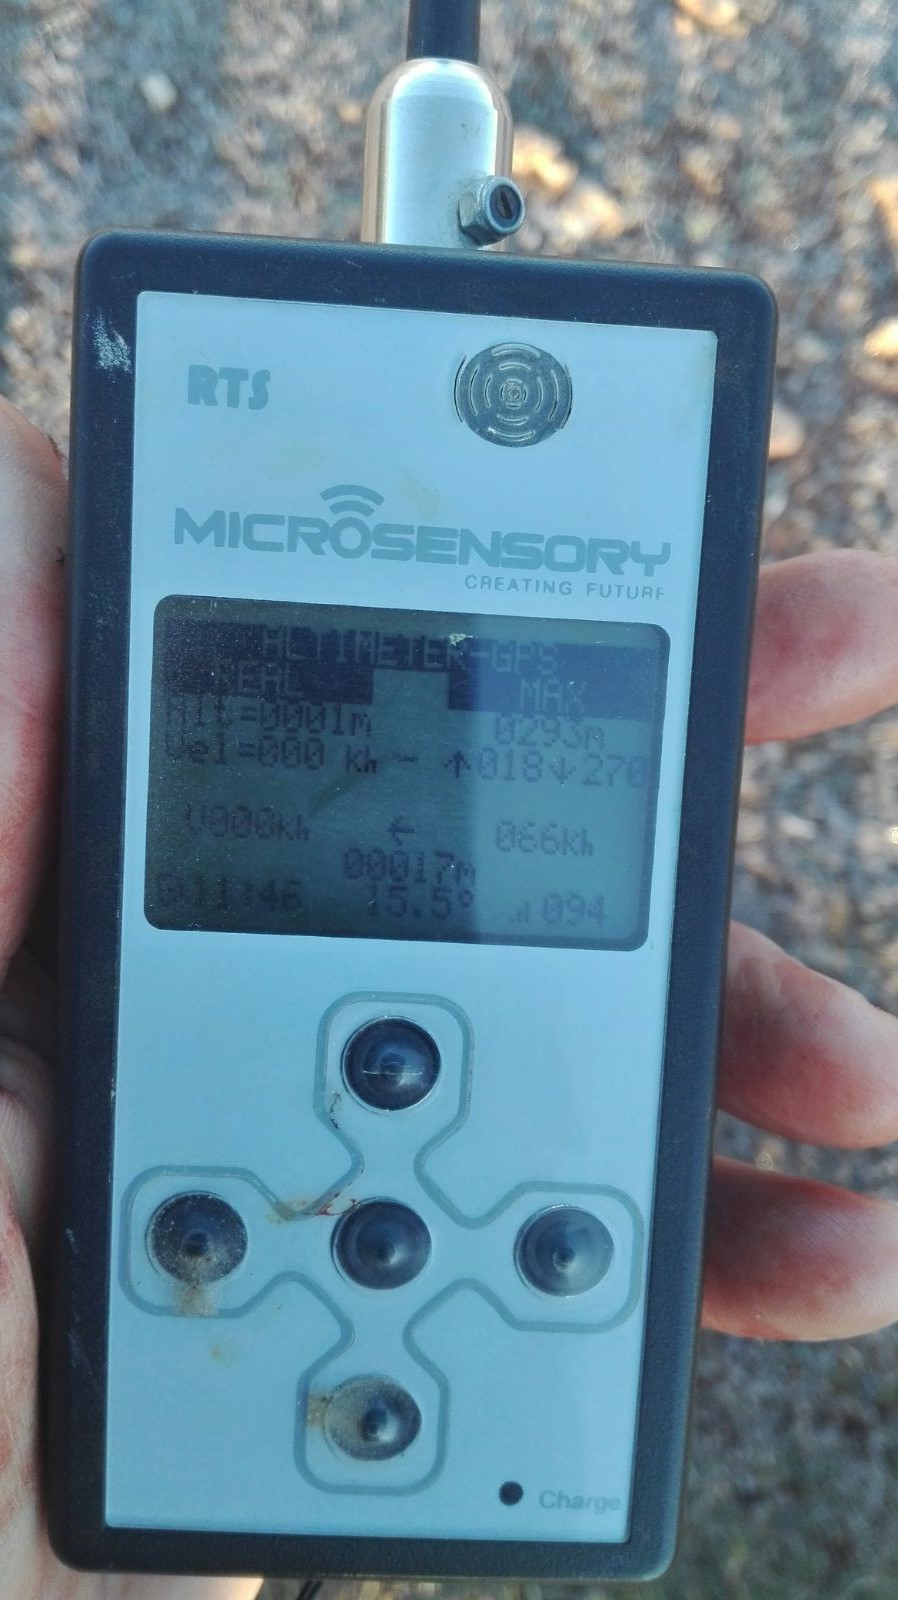 RTS
MICROSENSORY
CREATING FUTURE
ALTIMETER-GPS
REAL MAX
Alt=0001m 0293m
Vel=000 kh - ↑018↓270
V000kh ← 066kh
00017m
11:46 15.5° 094
Charge